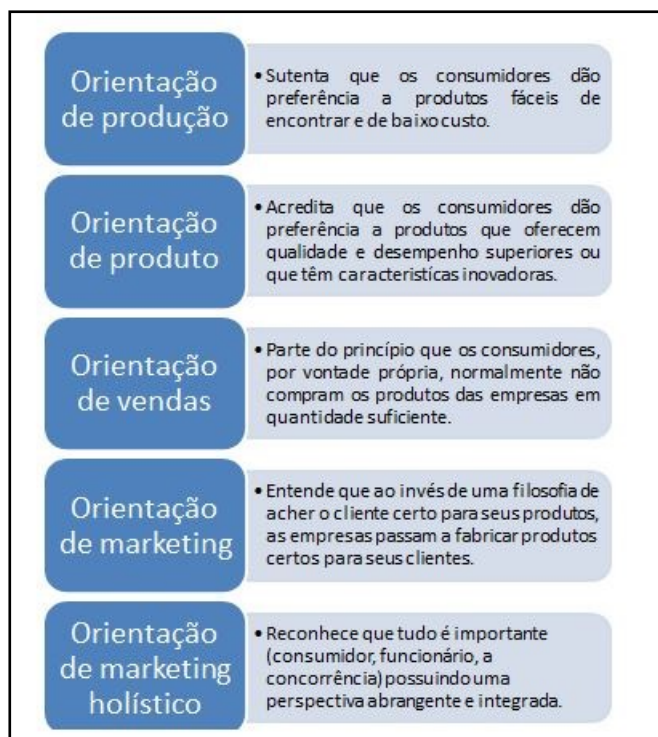 Orientação
de produção
• Sutenta que os consumidores dão
preferência a produtos fáceis de
encontrar e de baixo custo.
Orientação
de produto
• Acredita que os consumidores dão
preferência a produtos que oferecem
qualidade e desempenho superiores ou
que têm caracteristícas inovadoras.
Orientação
de vendas
• Parte do princípio que os consumidores,
por vontade própria, normalmente não
compram os produtos das empresas em
quantidade suficiente.
Orientação
de marketing
• Entende que ao invés de uma filosofia de
acher o cliente certo para seus produtos,
as empresas passam a fabricar produtos
certos para seus clientes.
Orientação
de marketing
holístico
• Reconhece que tudo é importante
(consumidor, funcionário, a
concorrência) possuindo uma
perspectiva abrangente e integrada.